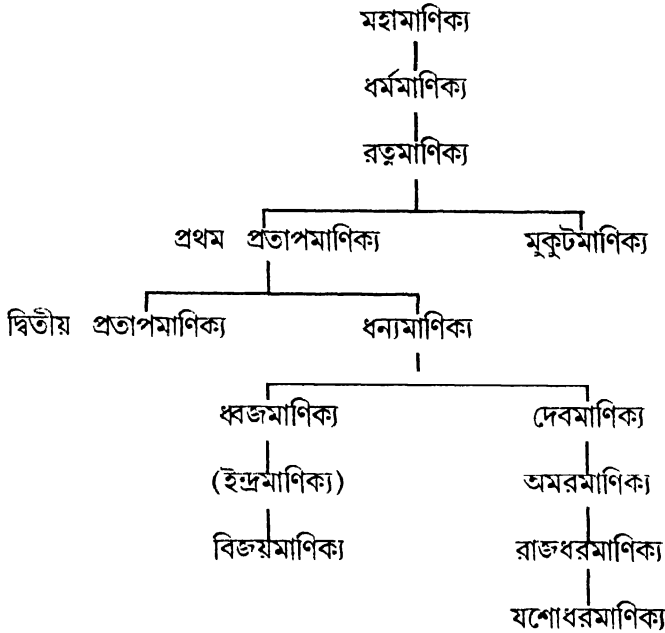 মহামাণিক্য
ধর্মমাণিক্য
রত্নমাণিক্য
প্রথম প্রতাপমাণিক্য মুকুটমাণিক্য
দ্বিতীয় প্রতাপমাণিক্য ধন্যমাণিক্য
ধ্বজমাণিক্য দেবমাণিক্য
(ইন্দ্রমাণিক্য) অমরমাণিক্য
বিজয়মাণিক্য রাজধরমাণিক্য
যশোধরমাণিক্য